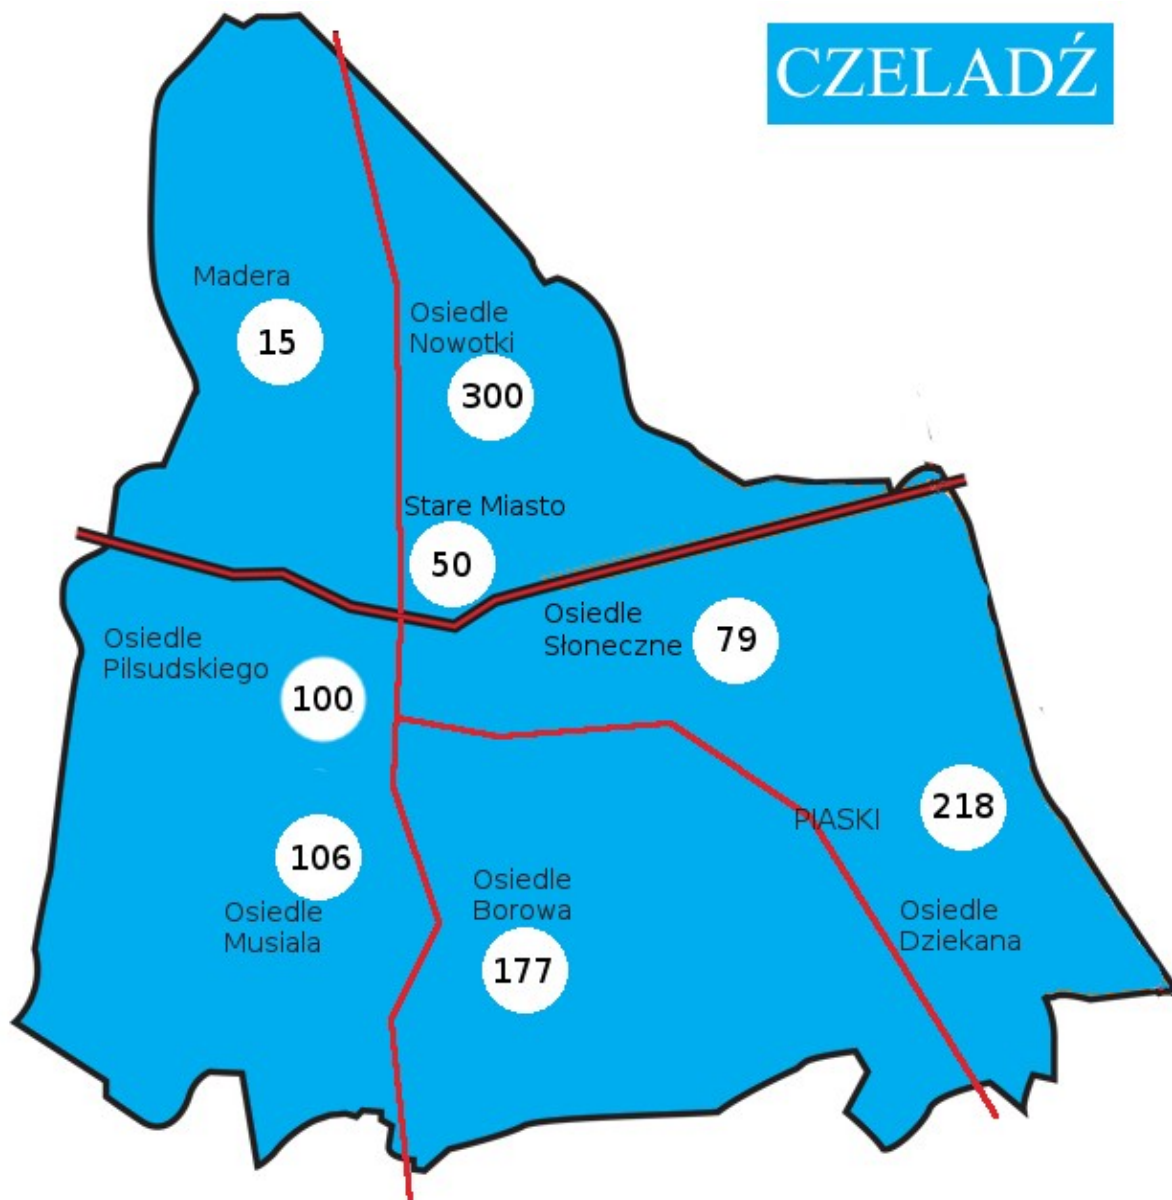 CZELADŹ
Madera
15
Osiedle
Nowotki
300
Stare Miasto
50
Osiedle
Słoneczne
79
Osiedle
Pilsudskiego
100
218
PIASKI
106
Osiedle
Musiala
Osiedle
Borowa
177
Osiedle
Dziekana